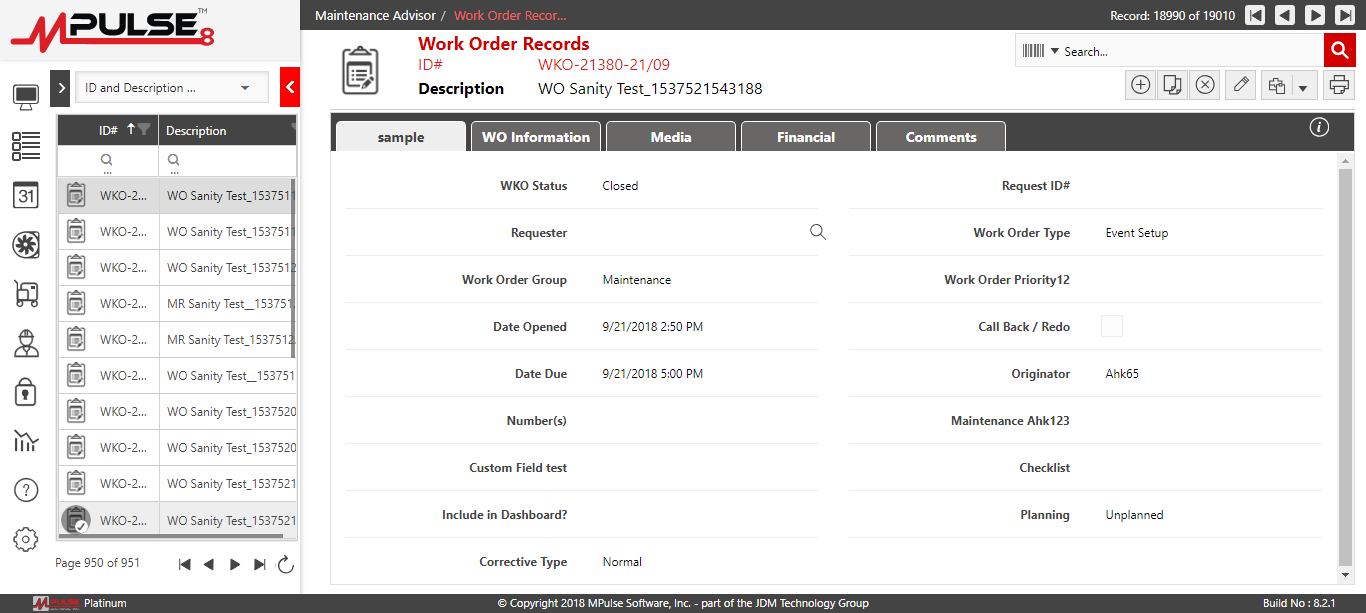 MPULSE 8 ™
Maintenance Advisor / Work Order Recor...
Record: 18990 of 19010
Work Order Records
ID# WKO-21380-21/09
Description WO Sanity Test_1537521543188
Search...
ID and Description ...
ID# Description
...
...
WKO-2... WO Sanity Test_1537511
WKO-2... WO Sanity Test_1537511
WKO-2... WO Sanity Test_1537512
WKO-2... MR Sanity Test__153751
WKO-2... MR Sanity Test_1537512
WKO-2... WO Sanity Test__153751
WKO-2... WO Sanity Test_1537520
WKO-2... WO Sanity Test_1537520
WKO-2... WO Sanity Test_1537521
WKO-2... WO Sanity Test_1537521
Page 950 of 951
31
?
sample
WO Information
Media
Financial
Comments
i
WKO Status Closed
Request ID#
Requester
Work Order Type Event Setup
Work Order Group Maintenance
Work Order Priority12
Date Opened 9/21/2018 2:50 PM
Call Back / Redo
Date Due 9/21/2018 5:00 PM
Originator Ahk65
Number(s)
Maintenance Ahk123
Custom Field test
Checklist
Include in Dashboard?
Planning Unplanned
Corrective Type Normal
MPULSE Platinum
© Copyright 2018 MPulse Software, Inc. - part of the JDM Technology Group
Build No : 8.2.1